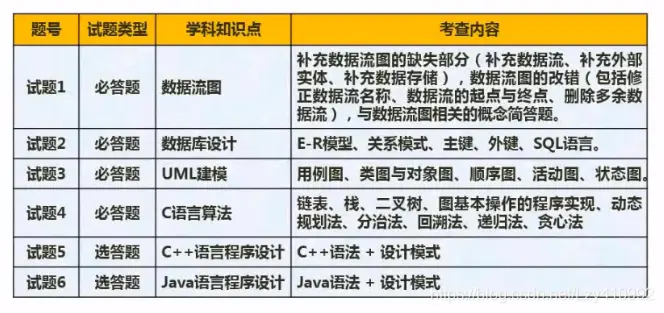 题号 试题类型 学科知识点 考查内容
试题1 必答题 数据流图 补充数据流图的缺失部分（补充数据流、补充外部
实体、补充数据存储），数据流图的改错（包括修
正数据流名称、数据流的起点与终点、删除多余数
据流），与数据流图相关的概念简答题。
试题2 必答题 数据库设计 E-R模型、关系模式、主键、外键、SQL语言。
试题3 必答题 UML建模 用例图、类图与对象图、顺序图、活动图、状态图。
试题4 必答题 C语言算法 链表、栈、二叉树、图基本操作的程序实现、动态
规划法、分治法、回溯法、递归法、贪心法
试题5 选答题 C++语言程序设计 C++语法 + 设计模式
试题6 选答题 Java语言程序设计 Java语法 + 设计模式